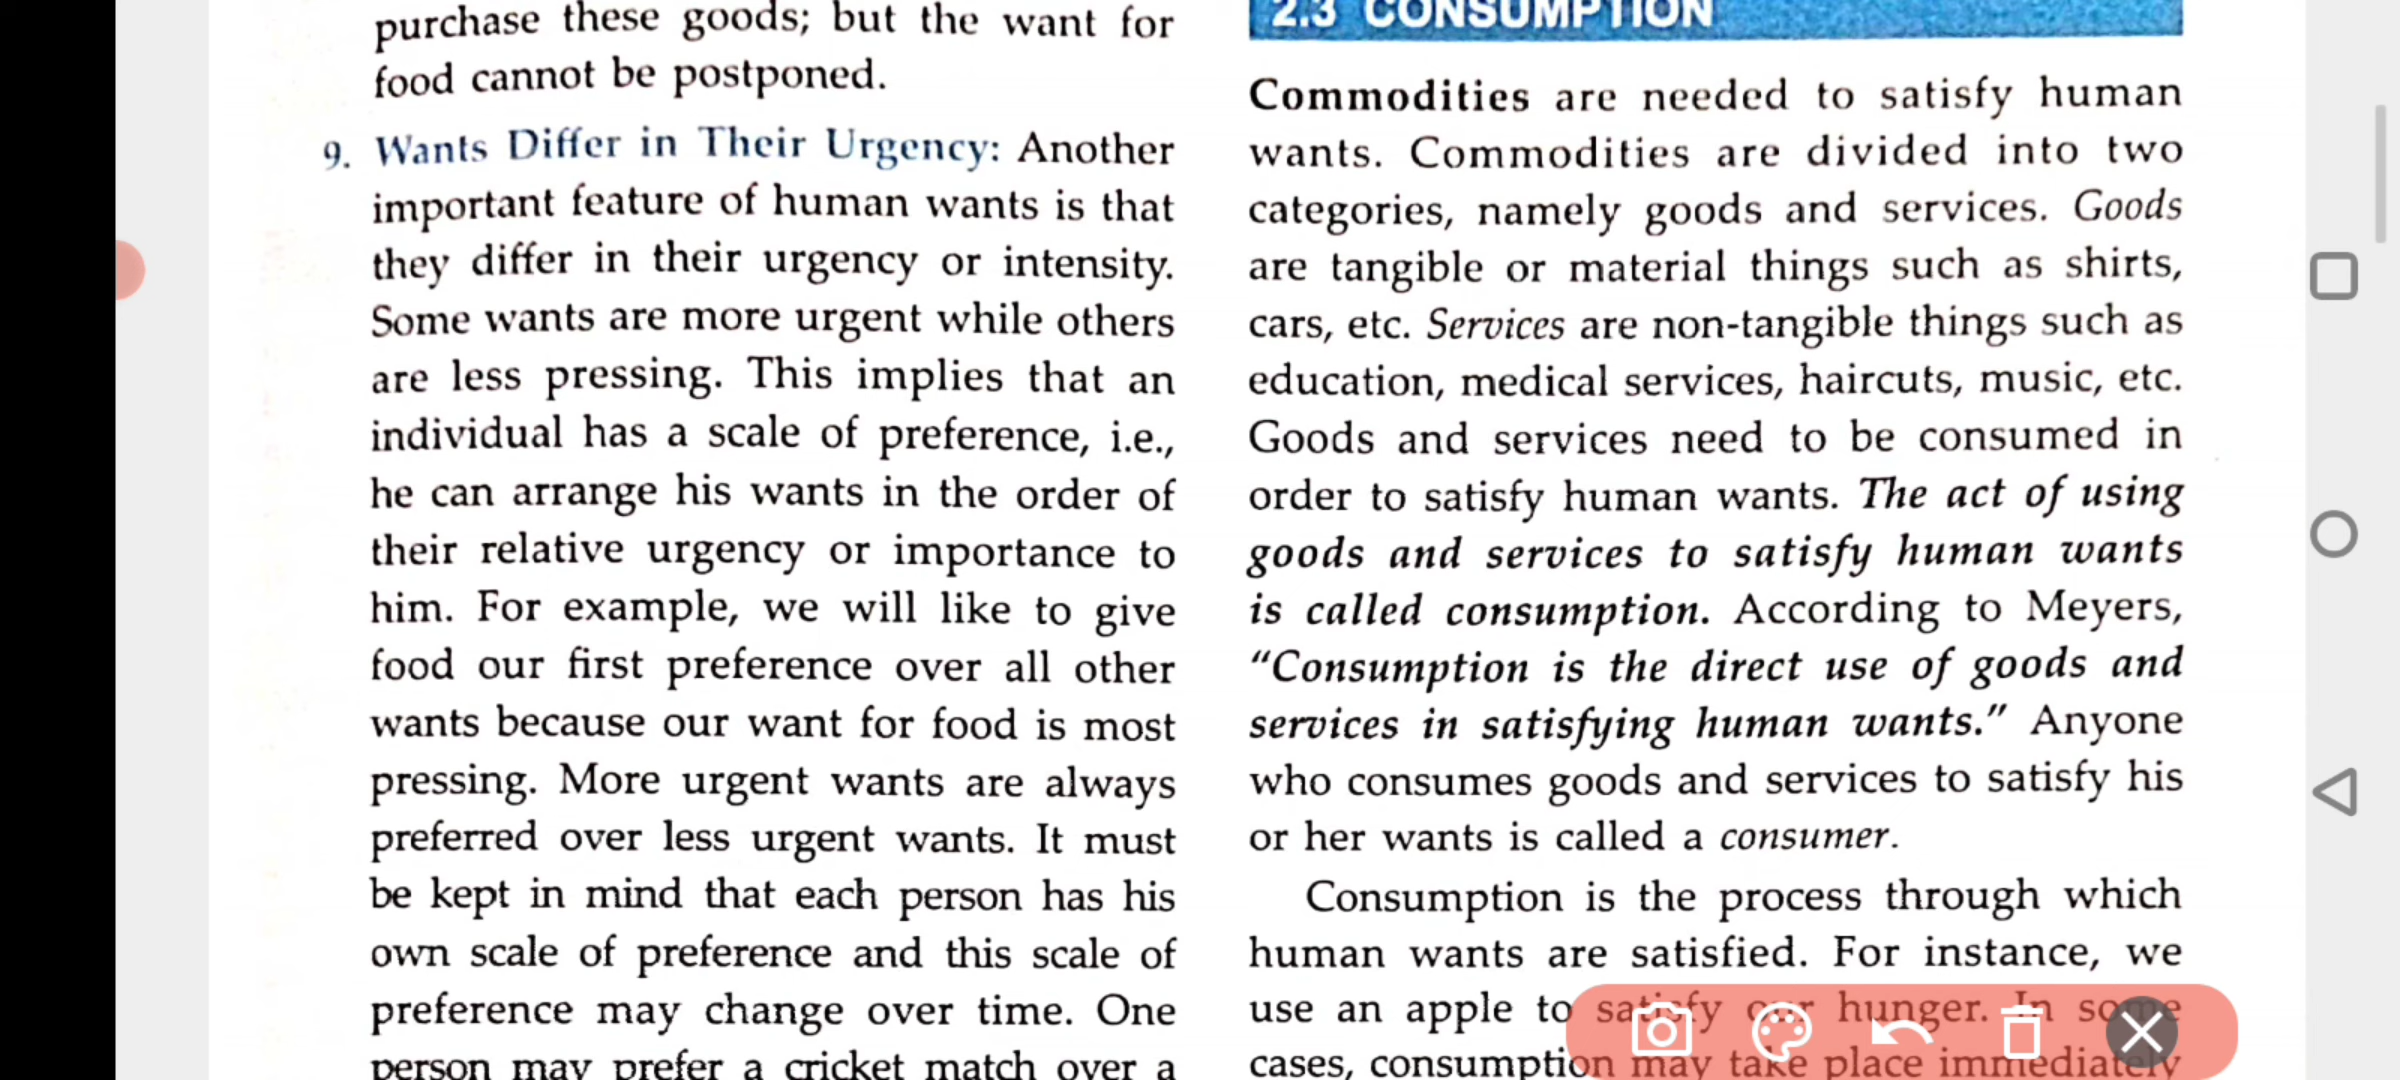 purchase these goods; but the want for
food cannot be postponed.
9. Wants Differ in Their Urgency: Another
important feature of human wants is that
they differ in their urgency or intensity.
Some wants are more urgent while others
are less pressing. This implies that an
individual has a scale of preference, i.e.,
he can arrange his wants in the order of
their relative urgency or importance to
him. For example, we will like to give
food our first preference over all other
wants because our want for food is most
pressing. More urgent wants are always
preferred over less urgent wants. It must
be kept in mind that each person has his
own scale of preference and this scale of
preference may change over time. One
person may prefer a cricket match over a
2.3 CONSUMPTION
Commodities are needed to satisfy human
wants. Commodities are divided into two
categories, namely goods and services. Goods
are tangible or material things such as shirts,
cars, etc. Services are non-tangible things such as
education, medical services, haircuts, music, etc.
Goods and services need to be consumed in
order to satisfy human wants. The act of using
goods and services to satisfy human wants
is called consumption. According to Meyers,
“Consumption is the direct use of goods and
services in satisfying human wants.” Anyone
who consumes goods and services to satisfy his
or her wants is called a consumer.
Consumption is the process through which
human wants are satisfied. For instance, we
use an apple to satisfy our hunger. In some
cases, consumption may take place immediately